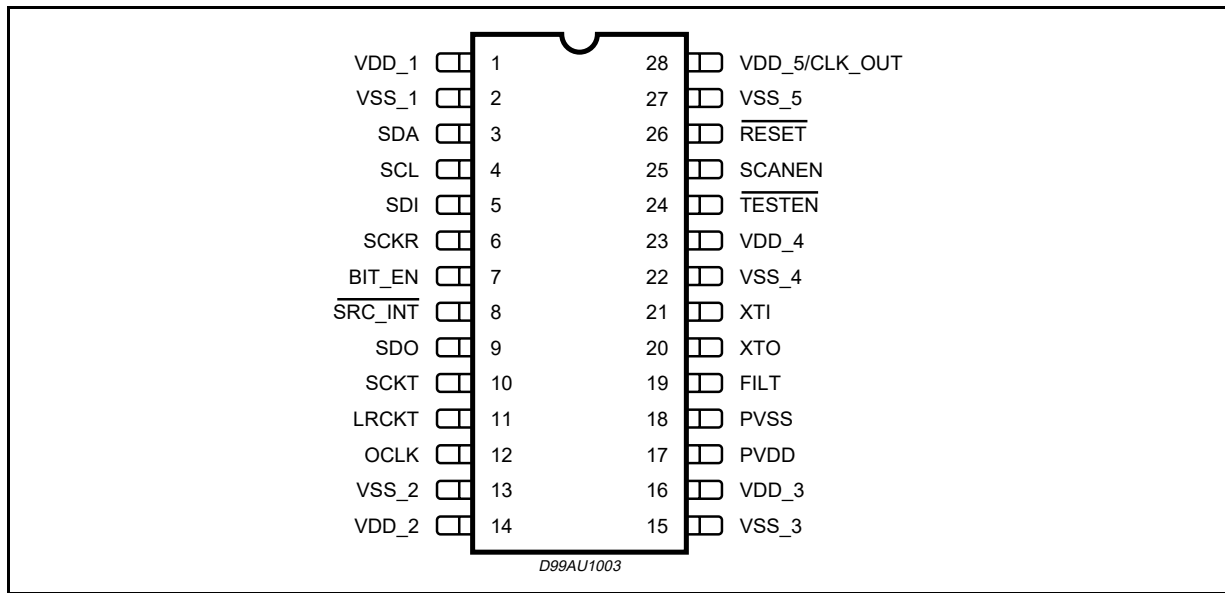 VDD_1 1 28 VDD_5/CLK_OUT
VSS_1 2 27 VSS_5
SDA 3 26 RESET
SCL 4 25 SCANEN
SDI 5 24 TESTEN
SCKR 6 23 VDD_4
BIT_EN 7 22 VSS_4
SRC_INT 8 21 XTI
SDO 9 20 XTO
SCKT 10 19 FILT
LRCKT 11 18 PVSS
OCLK 12 17 PVDD
VSS_2 13 16 VDD_3
VDD_2 14 15 VSS_3
D99AU1003